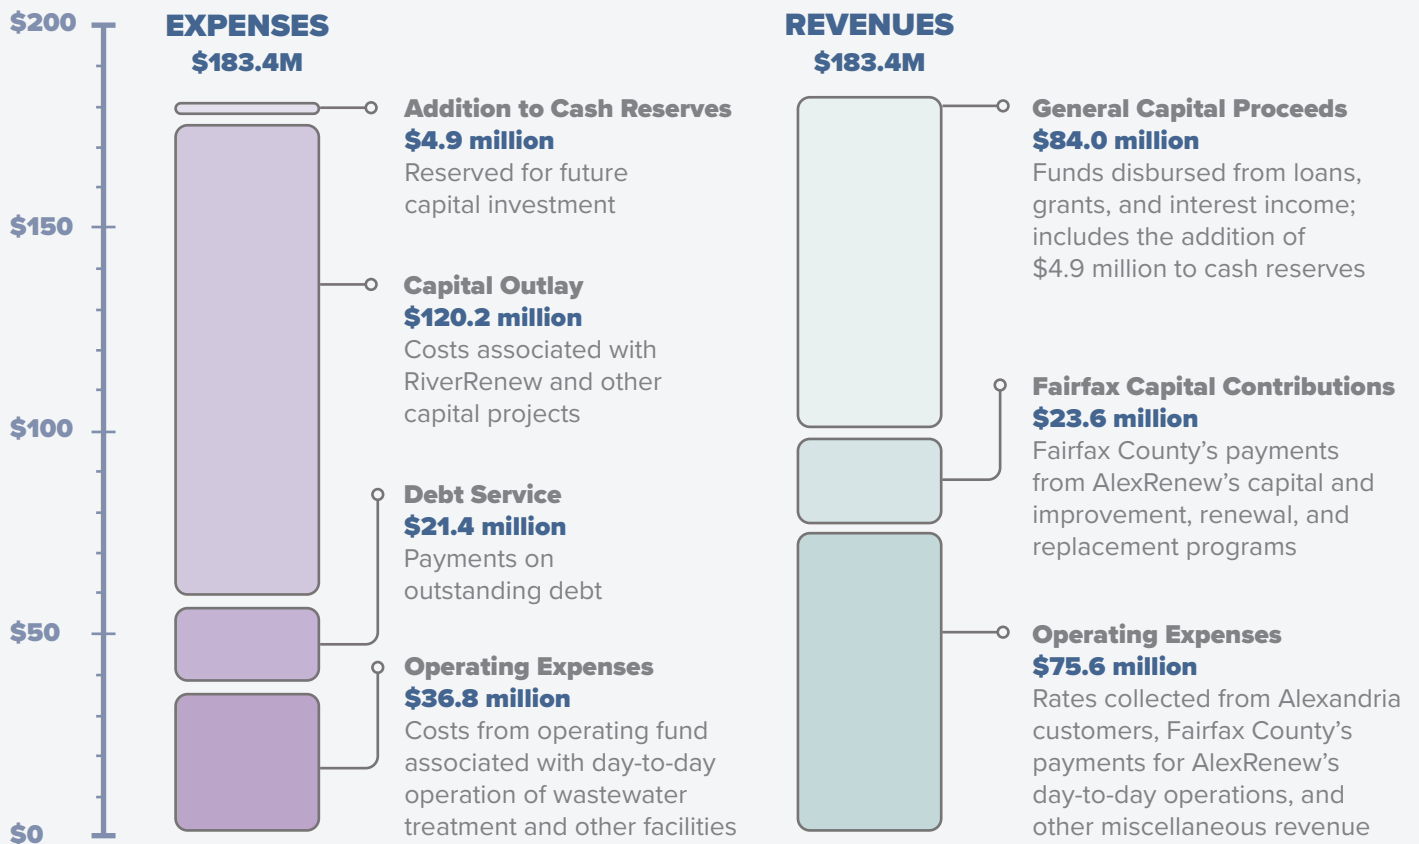 $200
$150
$100
$50
$0
EXPENSES
$183.4M
Addition to Cash Reserves
$4.9 million
Reserved for future
capital investment
Capital Outlay
$120.2 million
Costs associated with
RiverRenew and other
capital projects
Debt Service
$21.4 million
Payments on
outstanding debt
Operating Expenses
$36.8 million
Costs from operating fund
associated with day-to-day
operation of wastewater
treatment and other facilities
REVENUES
$183.4M
General Capital Proceeds
$84.0 million
Funds disbursed from loans,
grants, and interest income;
includes the addition of
$4.9 million to cash reserves
Fairfax Capital Contributions
$23.6 million
Fairfax County’s payments
from AlexRenew’s capital and
improvement, renewal, and
replacement programs
Operating Expenses
$75.6 million
Rates collected from Alexandria
customers, Fairfax County’s
payments for AlexRenew’s
day-to-day operations, and
other miscellaneous revenue